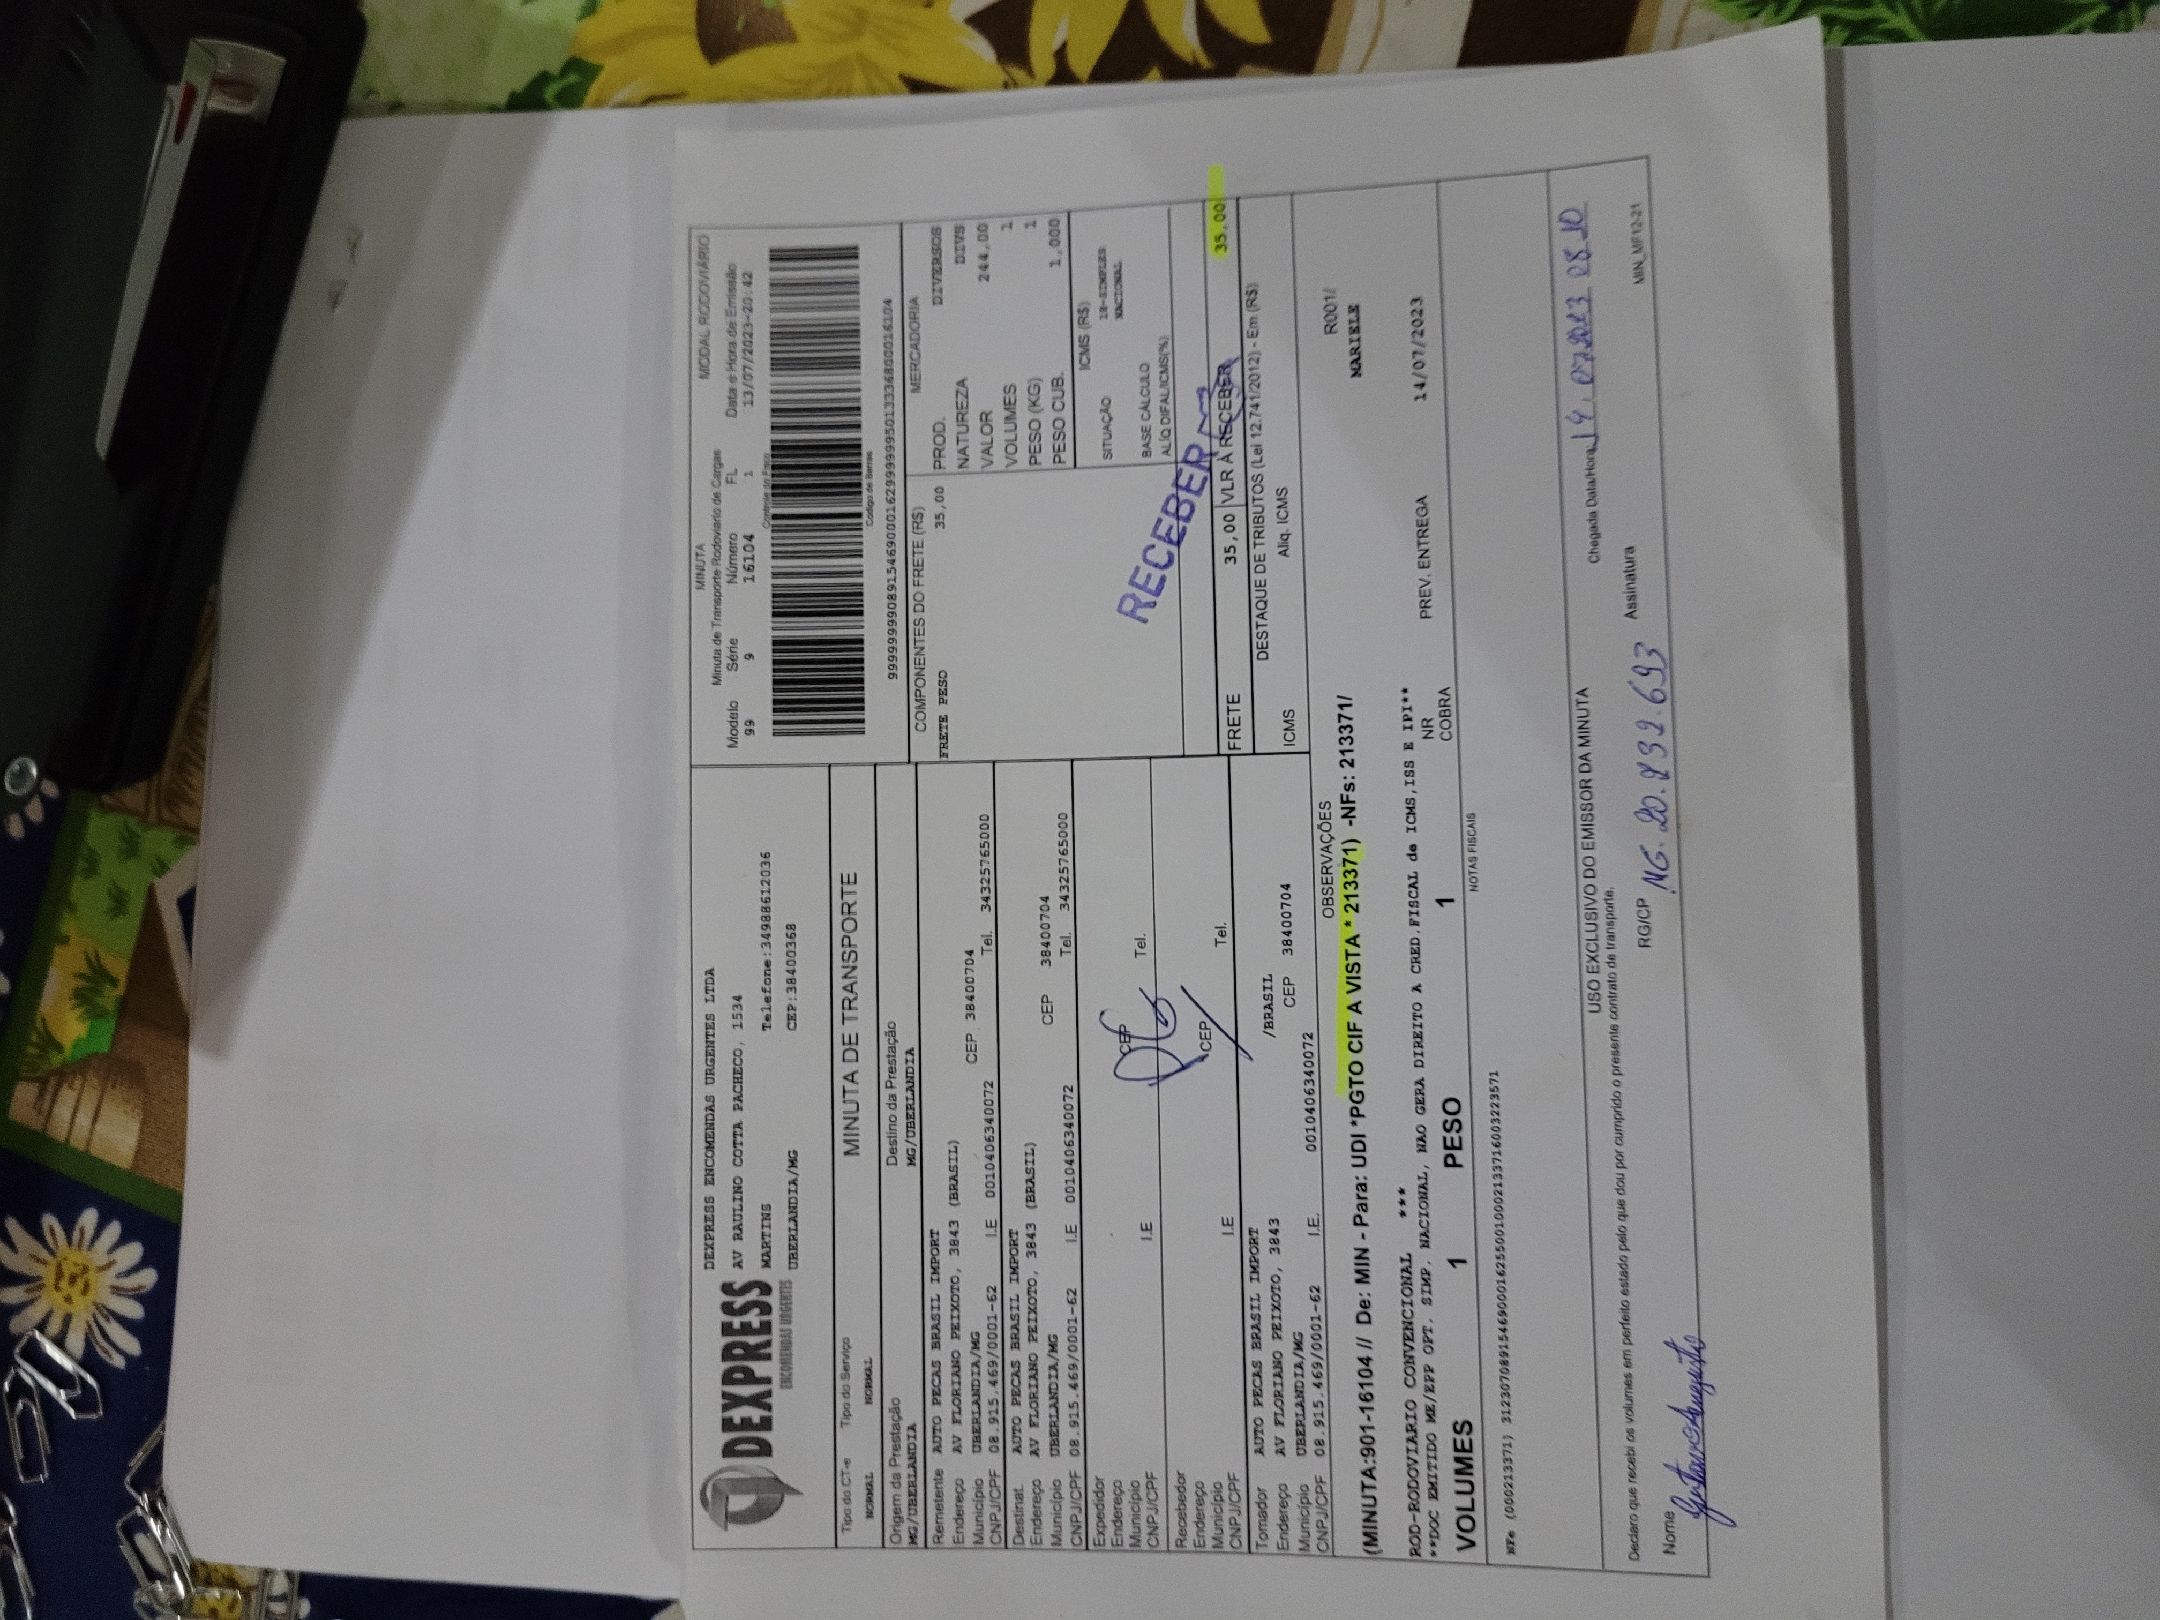 DEXPRESS
ENCOMENDAS URGENTES
DEXPRESS ENCOMENDAS URGENTES LTDA
AV RAULINO COTTA PACHECO, 1534
MARTINS Telefone:34988612036
UBERLANDIA/MG CEP:38400368
MINUTA MODAL RODOVIÁRIO
Minuta de Transporte Rodoviario de Cargas
Modelo Série Número FL Data e Hora de Emissão
99 9 16104 1 13/07/2023-20:42
Controle do Fisco
Codigo de Barras
Tipo do CT-e Tipo do Serviço MINUTA DE TRANSPORTE
NORMAL NORMAL
Origem da Prestação Destino da Prestação
MG/UBERLANDIA MG/UBERLANDIA
Remetente AUTO PECAS BRASIL IMPORT
Endereço AV FLORIANO PEIXOTO, 3843 (BRASIL)
Município UBERLANDIA/MG CEP 38400704
CNPJ/CPF 08.915.469/0001-62 I.E 0010406340072 Tel. 34325765000
Destinat. AUTO PECAS BRASIL IMPORT
Endereço AV FLORIANO PEIXOTO, 3843 (BRASIL)
Município UBERLANDIA/MG CEP 38400704
CNPJ/CPF 08.915.469/0001-62 I.E 0010406340072 Tel. 34325765000
Expedidor
Endereço
Município CEP
CNPJ/CPF I.E Tel.
Recebedor
Endereço
Município CEP
CNPJ/CPF I.E Tel.
Tomador AUTO PECAS BRASIL IMPORT
Endereço AV FLORIANO PEIXOTO, 3843 /BRASIL
Município UBERLANDIA/MG CEP 38400704
CNPJ/CPF 08.915.469/0001-62 I.E. 0010406340072
COMPONENTES DO FRETE (R$) MERCADORIA
FRETE PESO 35,00
PROD. DIVERSOS
NATUREZA DIVS
VALOR 244,00
VOLUMES 1
PESO (KG) 1
PESO CUB. 1,000
ICMS (R$)
SITUAÇÃO 18-SIMPLES
NACIONAL
BASE CÁLCULO
ALÍQ DIFAL/ICMS(%)
RECEBER
FRETE 35,00 VLR À RECEBER 35,00
DESTAQUE DE TRIBUTOS (Lei 12.741/2012) - Em (R$)
ICMS Aliq. ICMS
OBSERVAÇÕES R001/
(MINUTA:901-16104 // De: MIN - Para: UDI *PGTO CIF A VISTA * 213371) -NFs: 213371/ MARIELE
ROD-RODOVIARIO CONVENCIONAL ***
**DOC EMITIDO ME/EPP OPT. SIMP. NACIONAL, NAO GERA DIREITO A CRED.FISCAL de ICMS,ISS E IPI**
VOLUMES 1 PESO 1 NR COBRA PREV. ENTREGA 14/07/2023
NOTAS FISCAIS
NFe (000213371) 31230708915469000162550010002133716003223571
USO EXCLUSIVO DO EMISSOR DA MINUTA
Declaro que recebi os volumes em perfeito estado pelo que dou por cumprido o presente contrato de transporte. Chegada Data/Hora 14.07.2023 08:10
Nome Gustavo Augusto RG/CP MG.20.832.693 Assinatura
MIN_MP12-21